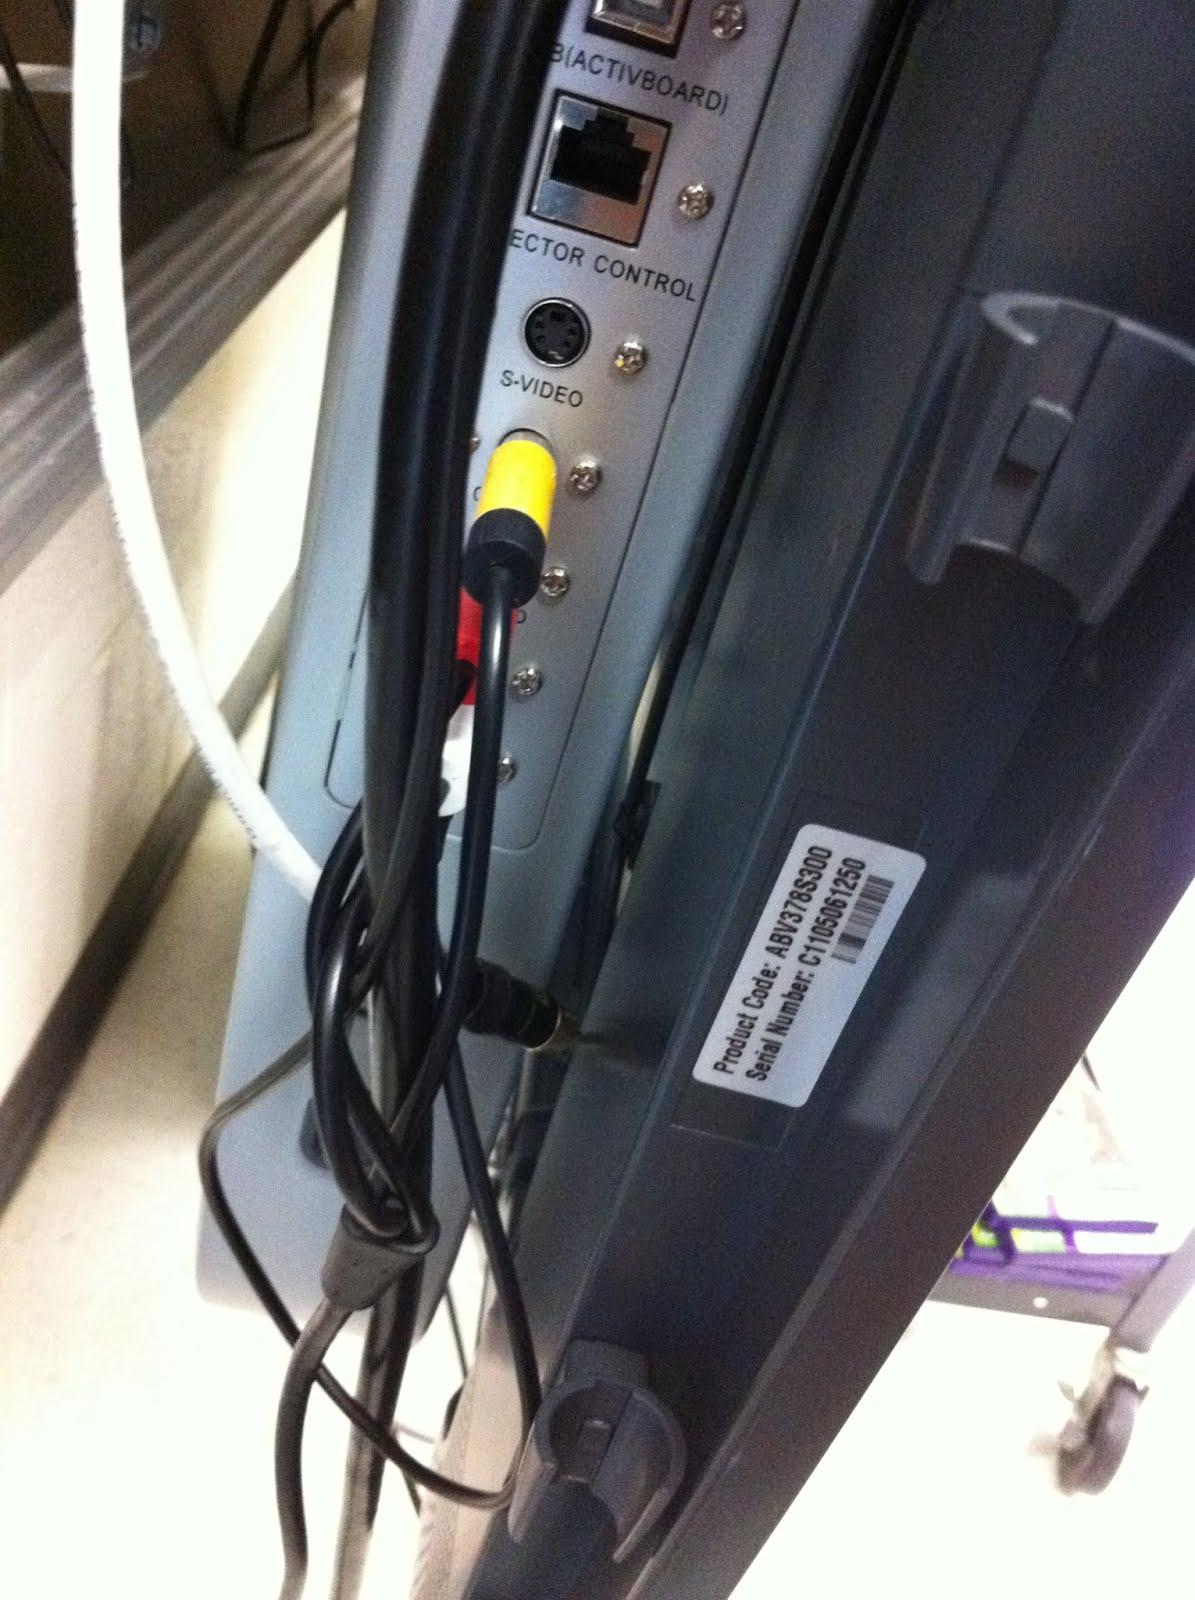 B(ACTIVBOARD)
ECTOR CONTROL
S-VIDEO
Product Code: ABV378S300
Serial Number: C1105061250